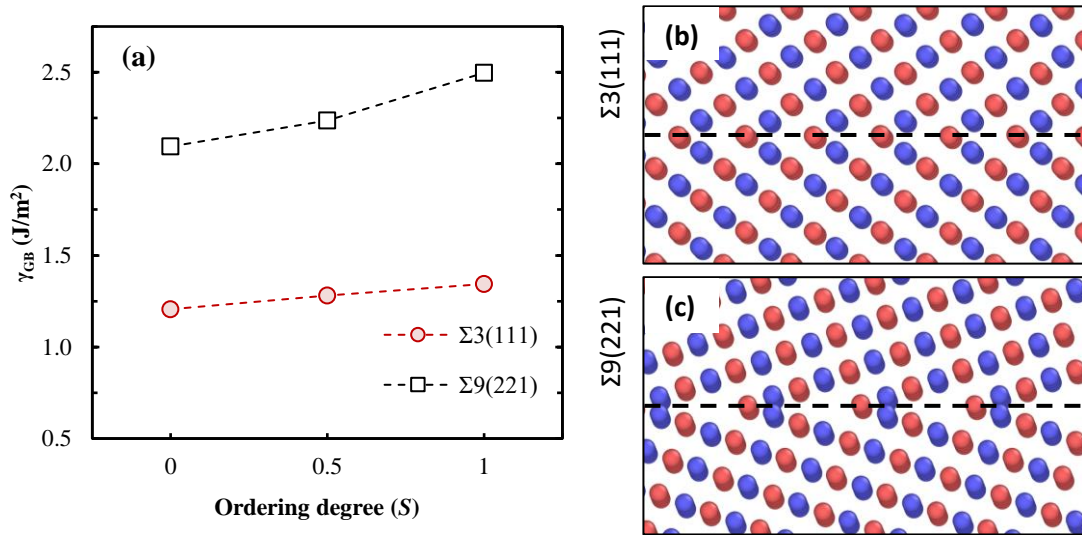 (a)
2.5
2.0
1.5
1.0
0.5
γGB (J/m²)
Σ3(111)
Σ9(221)
0
0.5
1
Ordering degree (S)
(b)
Σ3(111)
(c)
Σ9(221)